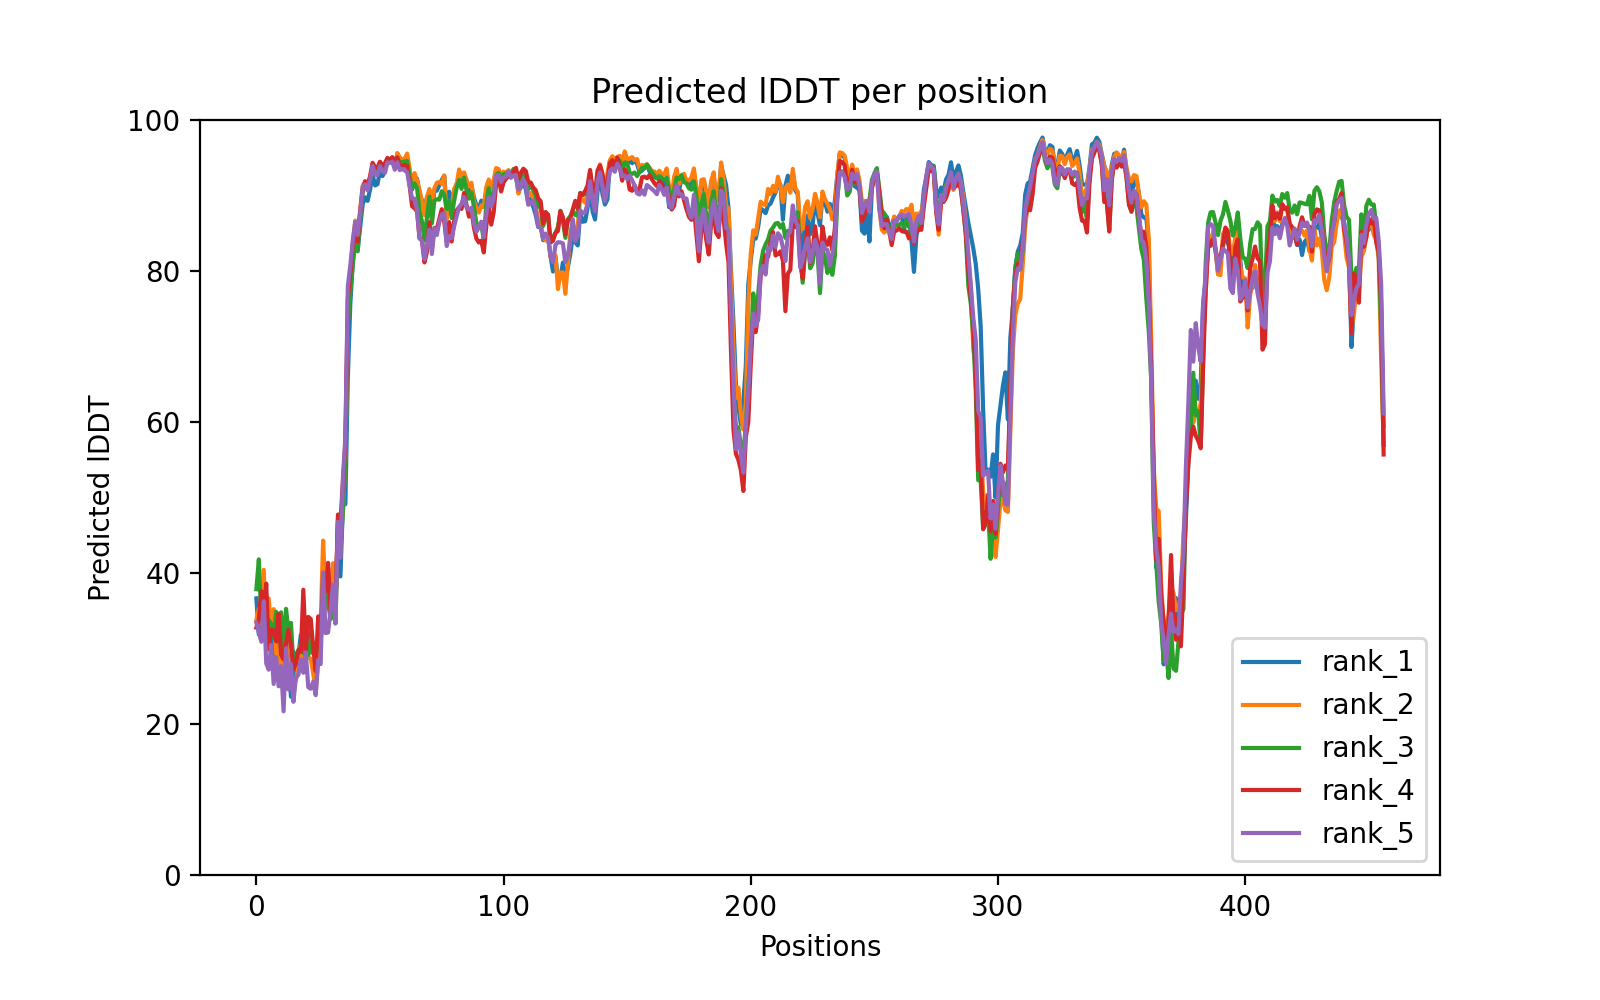 Predicted lDDT per position
Predicted lDDT
100
80
60
40
20
0
0 100 200 300 400
Positions
rank_1
rank_2
rank_3
rank_4
rank_5